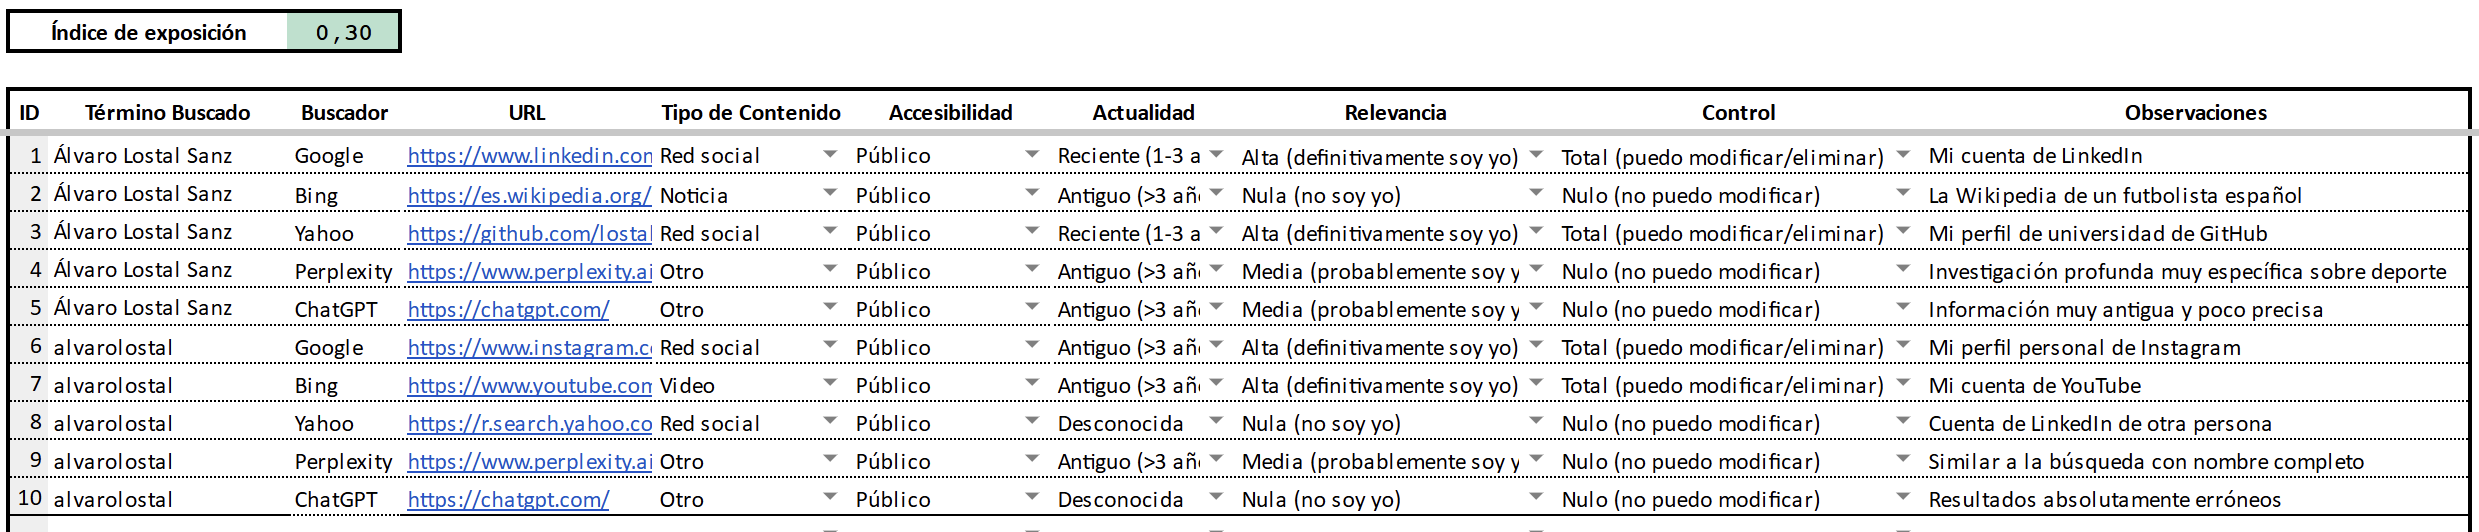 Índice de exposición 0,30
ID Término Buscado Buscador URL Tipo de Contenido Accesibilidad Actualidad Relevancia Control Observaciones
1 Álvaro Lostal Sanz Google https://www.linkedin.com Red social Público Reciente (1-3 a Alta (definitivamente soy yo) Total (puedo modificar/eliminar) Mi cuenta de LinkedIn
2 Álvaro Lostal Sanz Bing https://es.wikipedia.org/ Noticia Público Antiguo (>3 añ Nula (no soy yo) Nulo (no puedo modificar) La Wikipedia de un futbolista español
3 Álvaro Lostal Sanz Yahoo https://github.com/lostal Red social Público Reciente (1-3 a Alta (definitivamente soy yo) Total (puedo modificar/eliminar) Mi perfil de universidad de GitHub
4 Álvaro Lostal Sanz Perplexity https://www.perplexity.ai Otro Público Antiguo (>3 añ Media (probablemente soy y Nulo (no puedo modificar) Investigación profunda muy específica sobre deporte
5 Álvaro Lostal Sanz ChatGPT https://chatgpt.com/ Otro Público Antiguo (>3 añ Media (probablemente soy y Nulo (no puedo modificar) Información muy antigua y poco precisa
6 alvarolostal Google https://www.instagram.c Red social Público Antiguo (>3 añ Alta (definitivamente soy yo) Total (puedo modificar/eliminar) Mi perfil personal de Instagram
7 alvarolostal Bing https://www.youtube.com Video Público Antiguo (>3 añ Alta (definitivamente soy yo) Total (puedo modificar/eliminar) Mi cuenta de YouTube
8 alvarolostal Yahoo https://r.search.yahoo.co Red social Público Desconocida Nula (no soy yo) Nulo (no puedo modificar) Cuenta de LinkedIn de otra persona
9 alvarolostal Perplexity https://www.perplexity.ai Otro Público Antiguo (>3 añ Media (probablemente soy y Nulo (no puedo modificar) Similar a la búsqueda con nombre completo
10 alvarolostal ChatGPT https://chatgpt.com/ Otro Público Desconocida Nula (no soy yo) Nulo (no puedo modificar) Resultados absolutamente erróneos